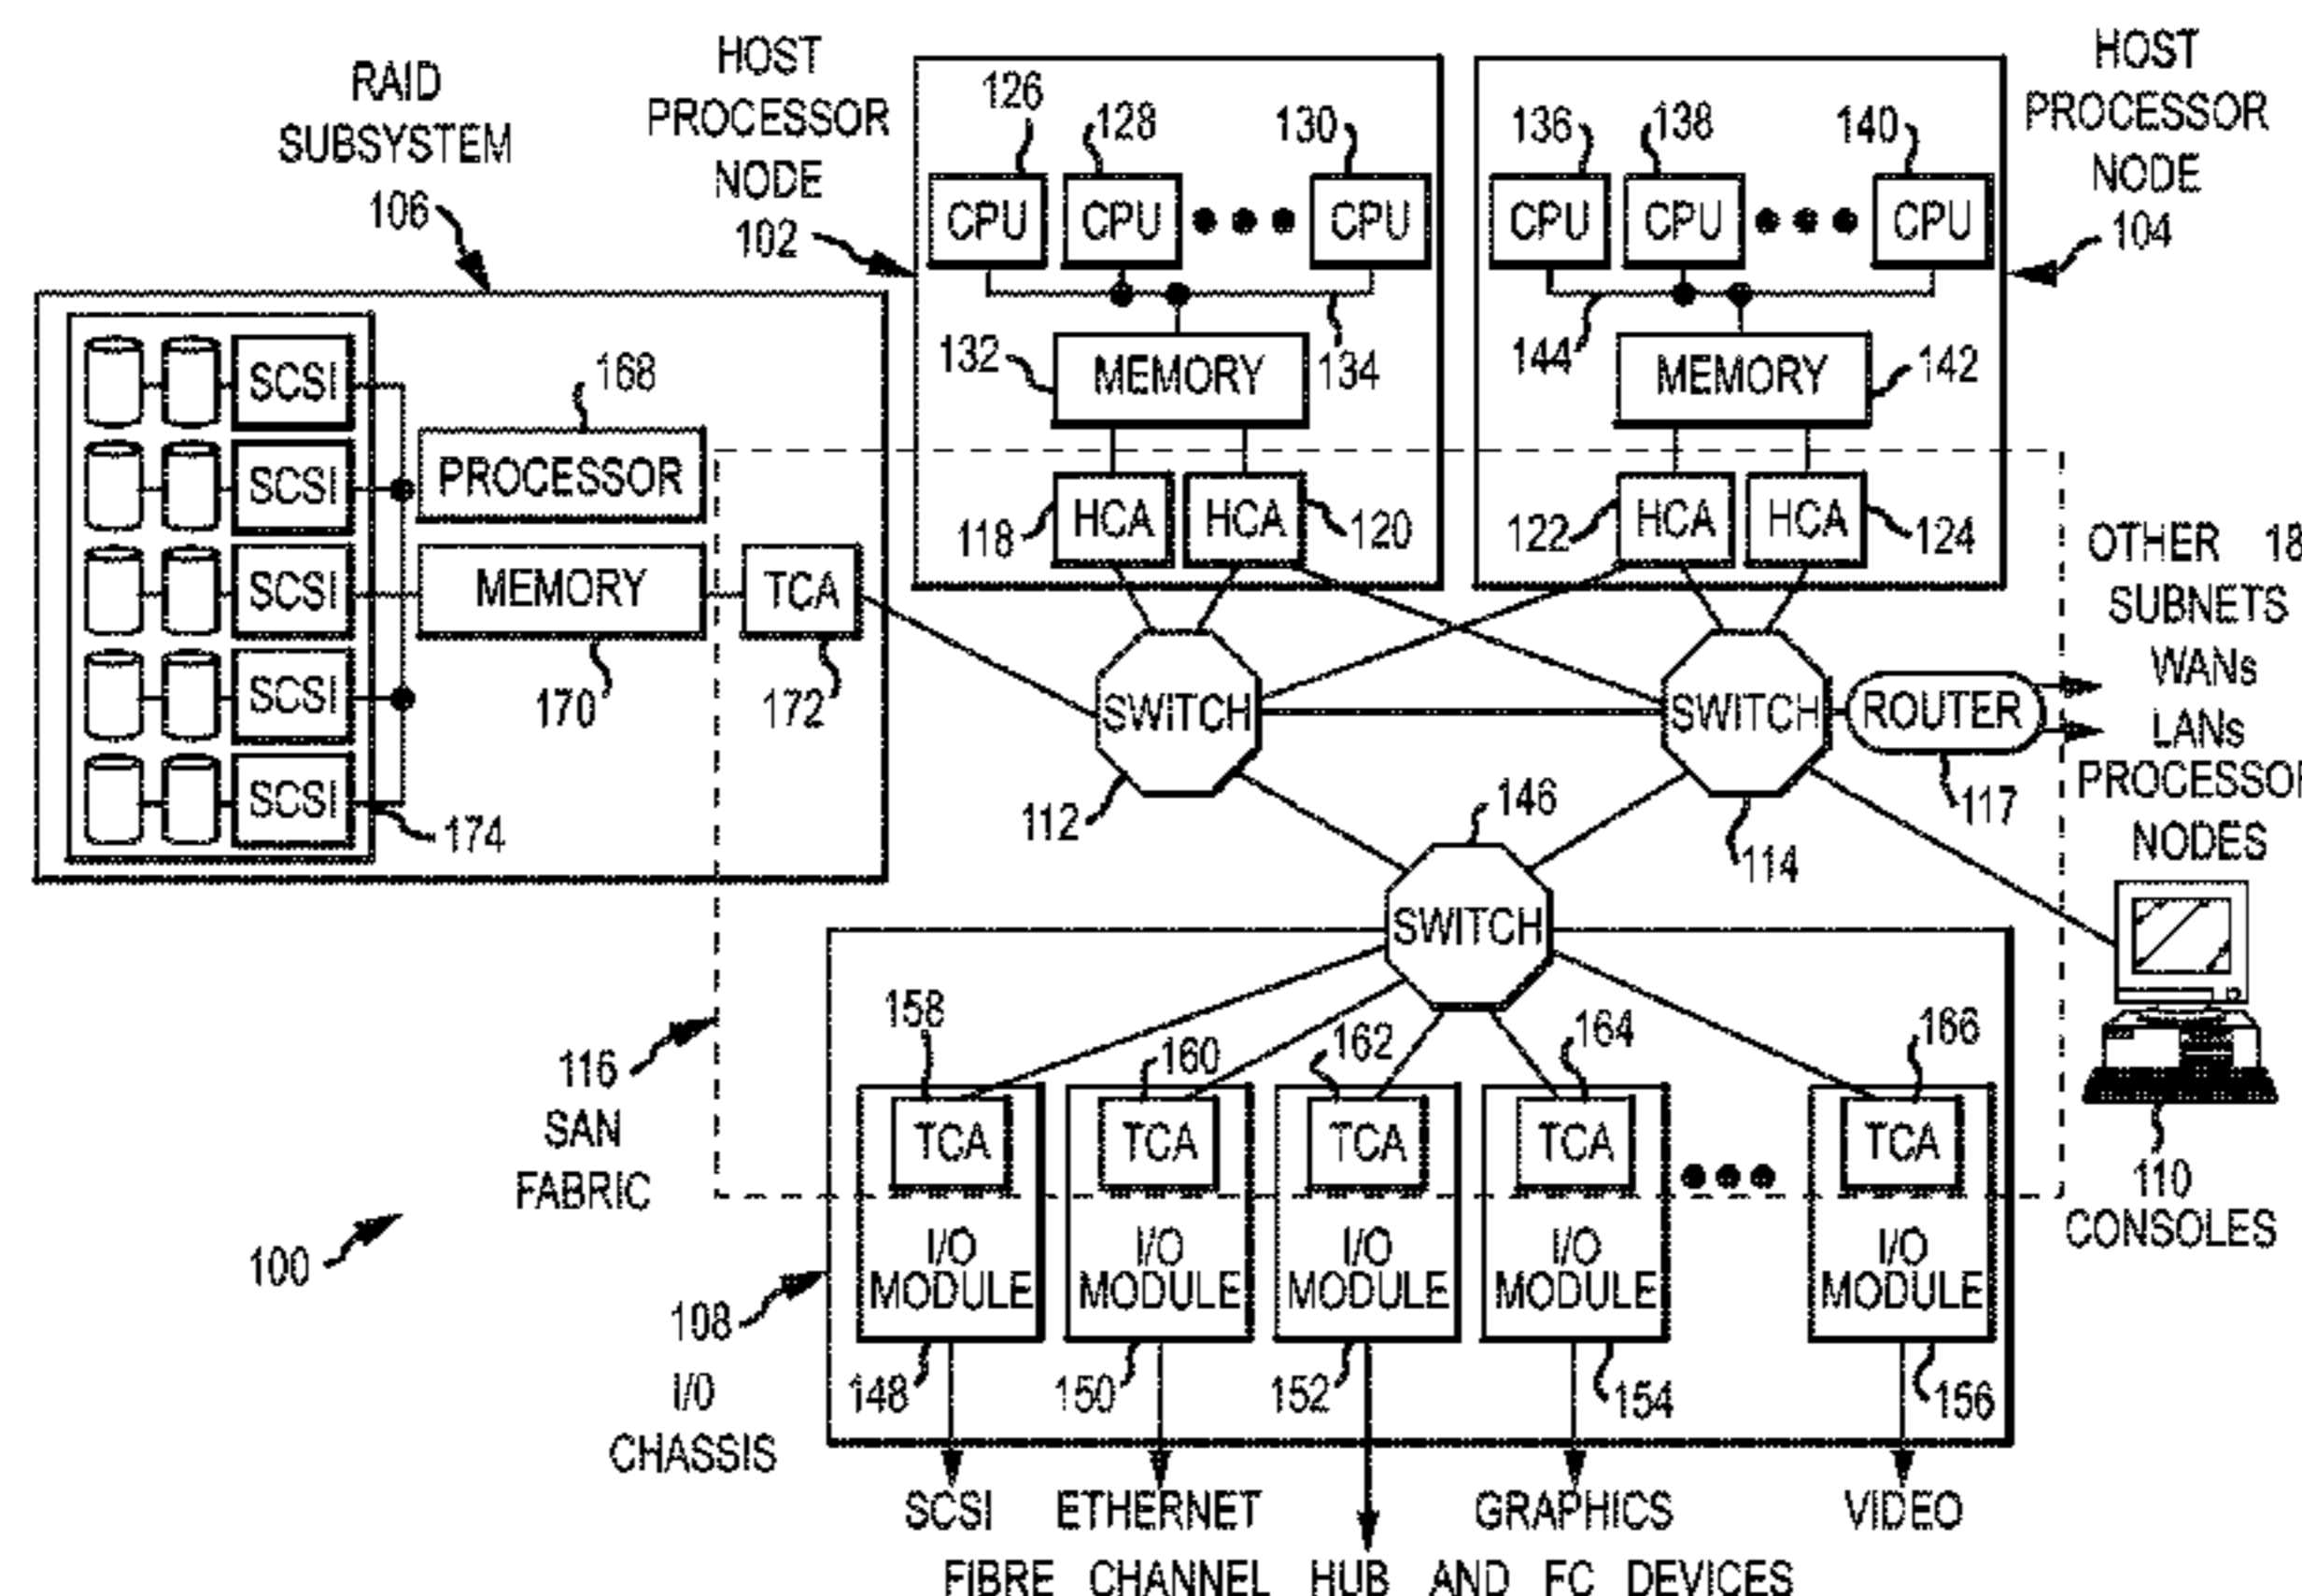 RAID
SUBSYSTEM
106
HOST
PROCESSOR
NODE
102
126
128
130
CPU
CPU
CPU
132
MEMORY
134
118
HCA
HCA
120
HOST
PROCESSOR
NODE
104
136
138
140
CPU
CPU
CPU
144
MEMORY
142
122
HCA
HCA
124
SCSI
SCSI
SCSI
SCSI
SCSI
174
168
PROCESSOR
MEMORY
170
TCA
172
SWITCH
112
SWITCH
114
ROUTER
117
OTHER 18
SUBNETS
WANs
LANs
PROCESSOR
NODES
146
SWITCH
110
CONSOLES
116
SAN
FABRIC
100
108
I/O
CHASSIS
158
160
162
164
166
TCA
TCA
TCA
TCA
TCA
I/O
MODULE
I/O
MODULE
I/O
MODULE
I/O
MODULE
I/O
MODULE
148
150
152
154
156
SCSI
ETHERNET
GRAPHICS
VIDEO
FIBRE CHANNEL HUB AND FC DEVICES